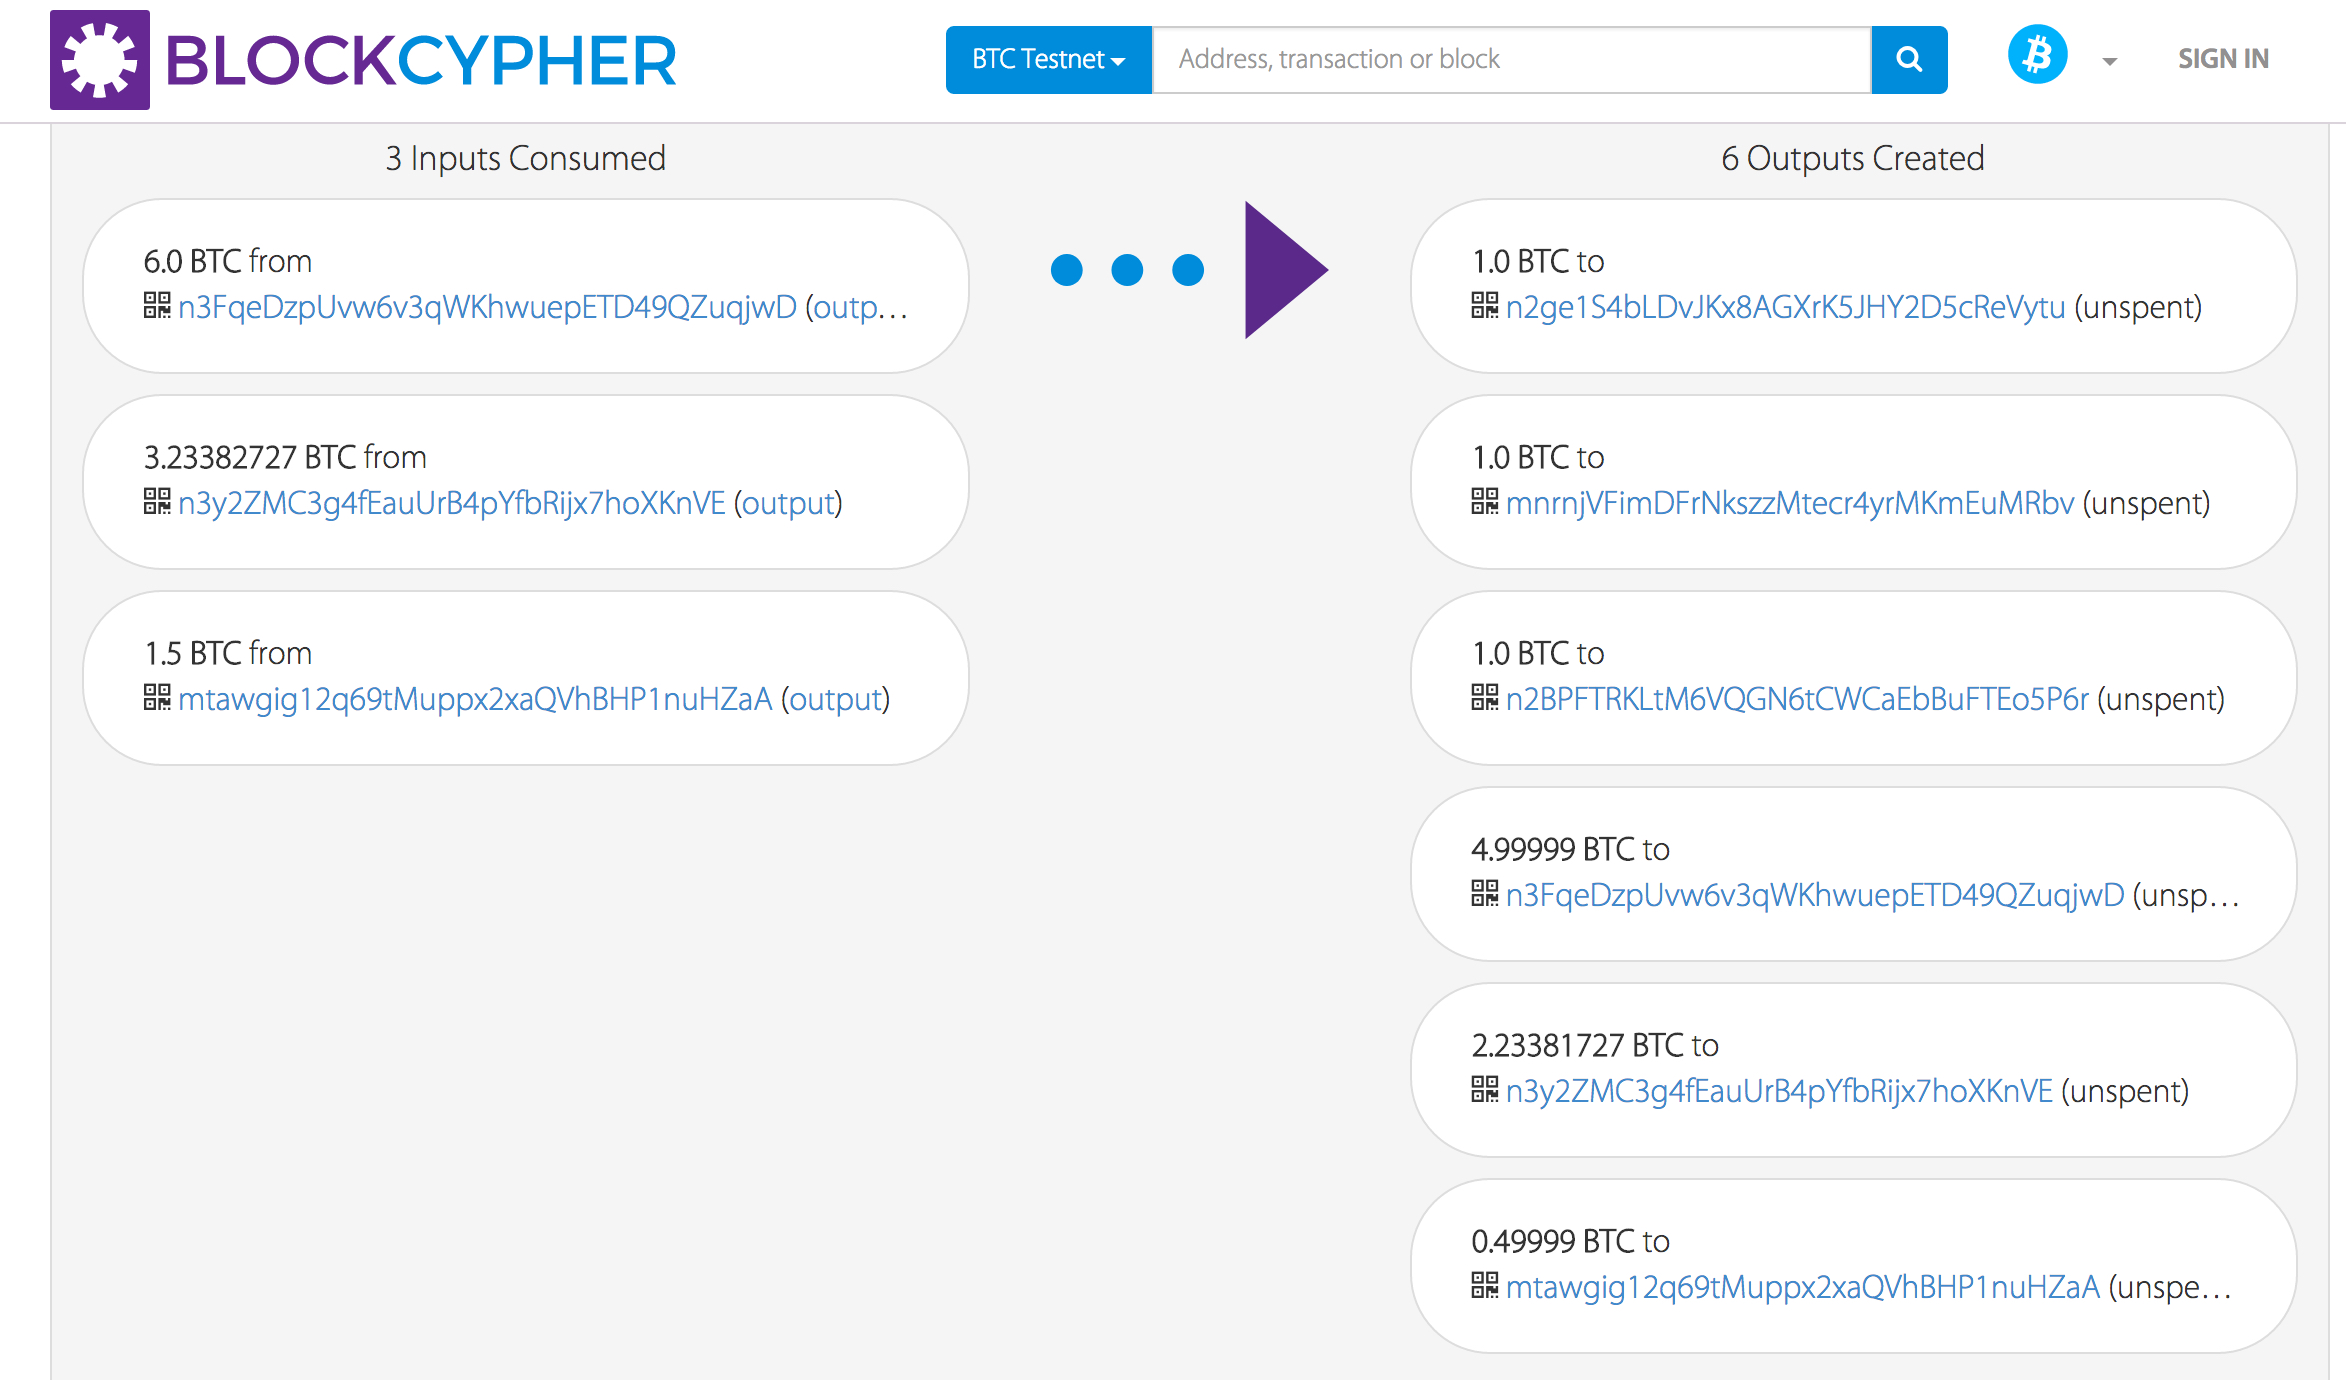 BLOCKCYPHER
BTC Testnet
Address, transaction or block
SIGN IN
3 Inputs Consumed
6.0 BTC from
n3FqeDzpUvw6v3qWKhwuepETD49QZuqjwD (outp...
3.23382727 BTC from
n3y2ZMC3g4fEauUrB4pYfbRijx7hoXKnVE (output)
1.5 BTC from
mtawgig12q69tMuppx2xaQVhBHP1nuHZaA (output)
6 Outputs Created
1.0 BTC to
n2ge1S4bLDvJKx8AGXrK5JHY2D5cReVytu (unspent)
1.0 BTC to
mnrnjVFimDFrNkszzMtecr4yrMKmEuMRbv (unspent)
1.0 BTC to
n2BPFTRKLtM6VQGN6tCWCaEbBuFTEo5P6r (unspent)
4.99999 BTC to
n3FqeDzpUvw6v3qWKhwuepETD49QZuqjwD (unsp...
2.23381727 BTC to
n3y2ZMC3g4fEauUrB4pYfbRijx7hoXKnVE (unspent)
0.49999 BTC to
mtawgig12q69tMuppx2xaQVhBHP1nuHZaA (unspe...